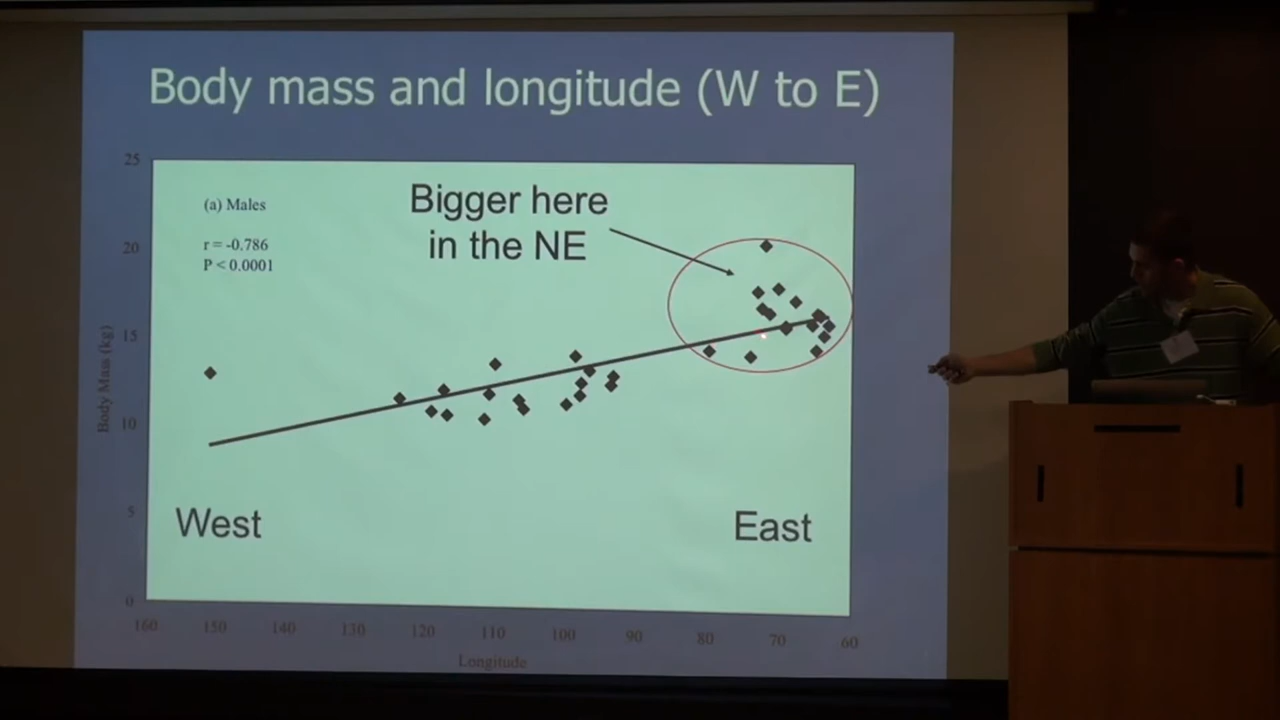 Body mass and longitude (W to E)
25
20
15
10
5
0
Body Mass (kg)
(a) Males
r = -0.786
P < 0.0001
Bigger here
in the NE
West
East
160 150 140 130 120 110 100 90 80 70 60
Longitude